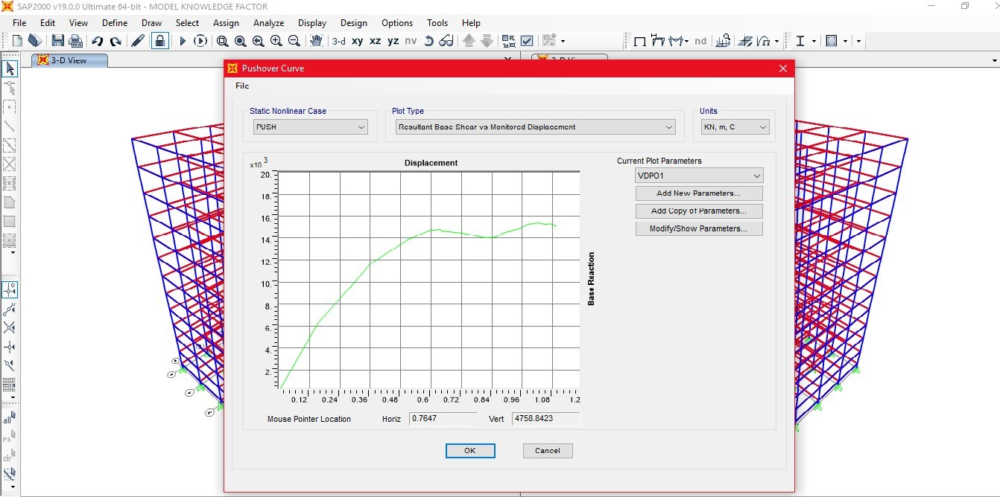 SAP2000 v19.0.0 Ultimate 64-bit - MODEL KNOWLEDGE FACTOR
File Edit View Define Draw Select Assign Analyze Display Design Options Tools Help
3-d xy xz yz nv nd
3-D View
3-D View
Pushover Curve
File
Static Nonlinear Case
PUSH
Plot Type
Resultant Base Shear vs Monitored Displacement
Units
KN, m, C
x10 3
Displacement
20.
18.
16.
14.
12.
10.
8.
6.
4.
2.
0.12 0.24 0.36 0.48 0.6 0.72 0.84 0.96 1.08 1.2
Base Reaction
Current Plot Parameters
VDPO1
Add New Parameters...
Add Copy of Parameters...
Modify/Show Parameters...
Mouse Pointer Location Horiz 0.7647 Vert 4758.8423
OK Cancel
all
ps
clr